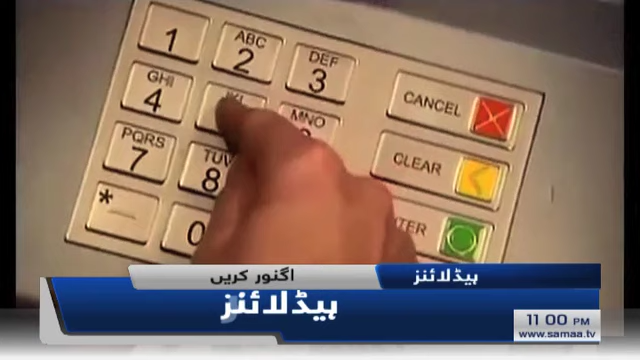 1
ABC
2
DEF
3
CANCEL
GHI
4
MNO
CLEAR
PQRS
7
8
*
0
اگنور کریں
ہیڈلائنز
ہیڈلائنز
11 00 PM
www.samaa.tv